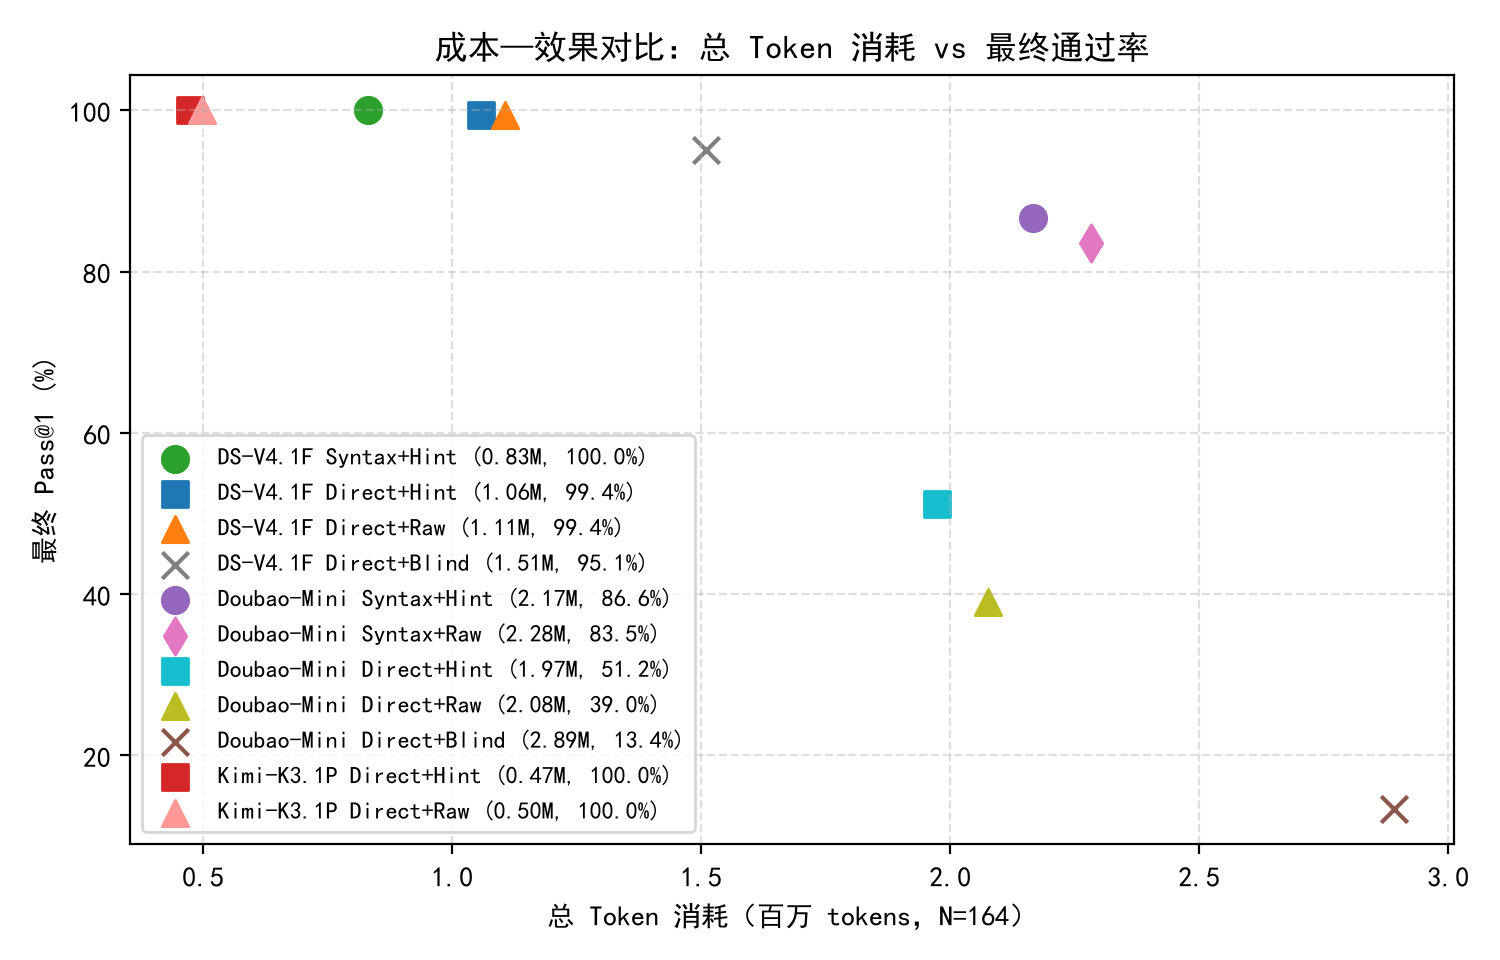 成本—效果对比：总 Token 消耗 vs 最终通过率
100
80
60
40
20
最终 Pass@1 (%)
DS-V4.1F Syntax+Hint (0.83M, 100.0%)
DS-V4.1F Direct+Hint (1.06M, 99.4%)
DS-V4.1F Direct+Raw (1.11M, 99.4%)
DS-V4.1F Direct+Blind (1.51M, 95.1%)
Doubao-Mini Syntax+Hint (2.17M, 86.6%)
Doubao-Mini Syntax+Raw (2.28M, 83.5%)
Doubao-Mini Direct+Hint (1.97M, 51.2%)
Doubao-Mini Direct+Raw (2.08M, 39.0%)
Doubao-Mini Direct+Blind (2.89M, 13.4%)
Kimi-K3.1P Direct+Hint (0.47M, 100.0%)
Kimi-K3.1P Direct+Raw (0.50M, 100.0%)
0.5 1.0 1.5 2.0 2.5 3.0
总 Token 消耗（百万 tokens，N=164）